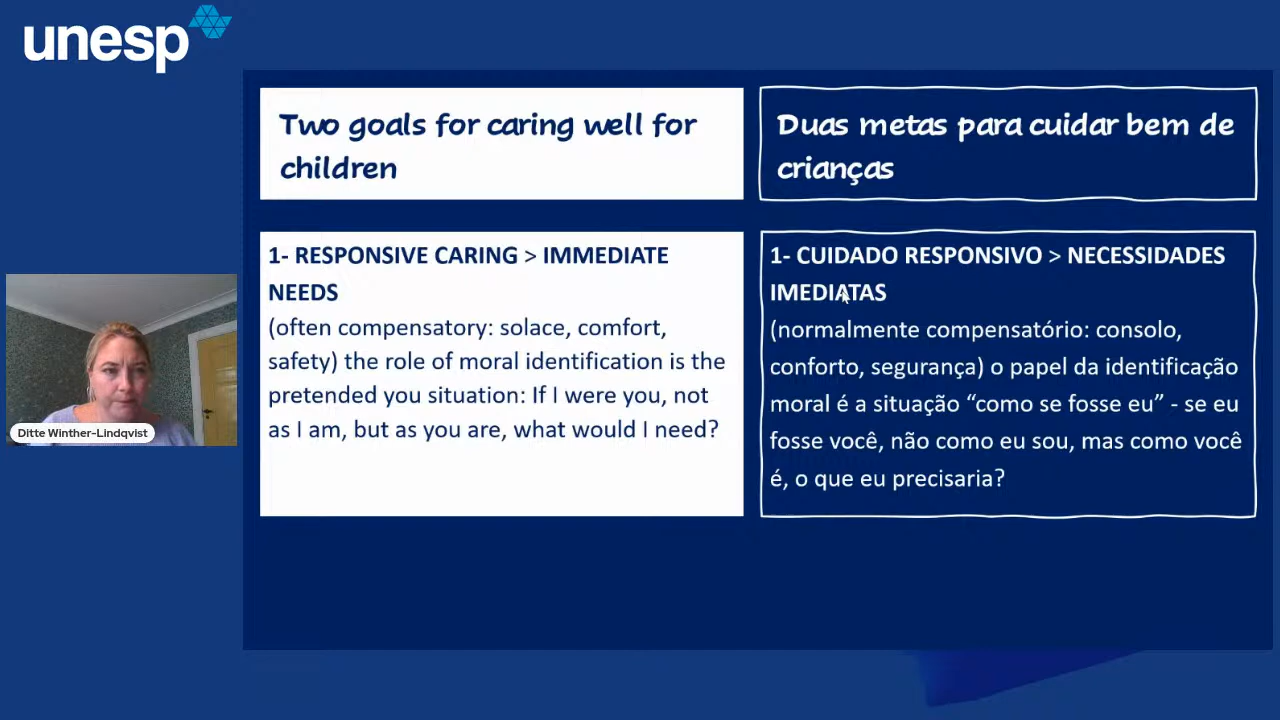 unesp
Two goals for caring well for
children
Duas metas para cuidar bem de
crianças
1- RESPONSIVE CARING > IMMEDIATE
NEEDS
(often compensatory: solace, comfort,
safety) the role of moral identification is the
pretended you situation: If I were you, not
as I am, but as you are, what would I need?
1- CUIDADO RESPONSIVO > NECESSIDADES
IMEDIATAS
(normalmente compensatório: consolo,
conforto, segurança) o papel da identificação
moral é a situação “como se fosse eu” - se eu
fosse você, não como eu sou, mas como você
é, o que eu precisaria?
Ditte Winther-Lindqvist